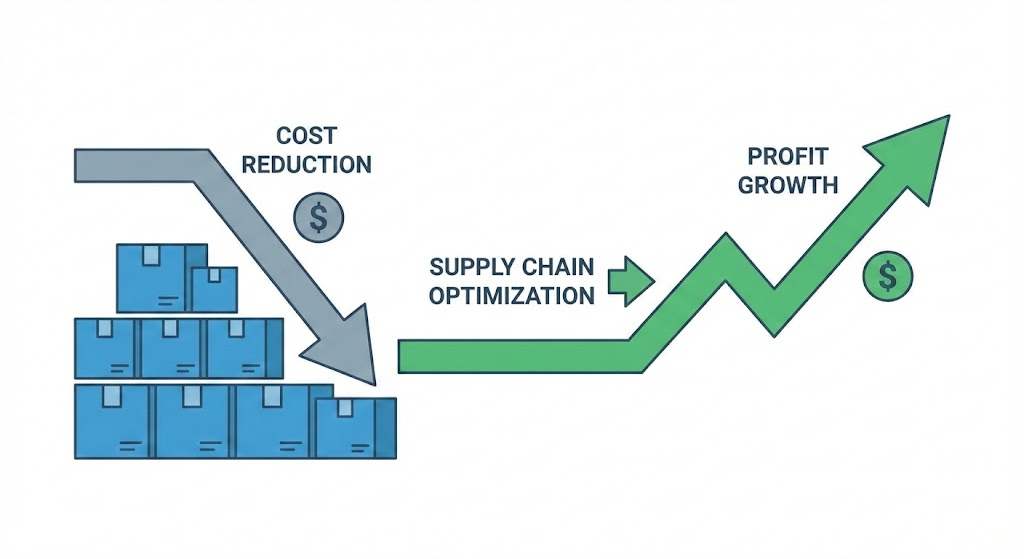 COST
REDUCTION
$
SUPPLY CHAIN
OPTIMIZATION
PROFIT
GROWTH
$